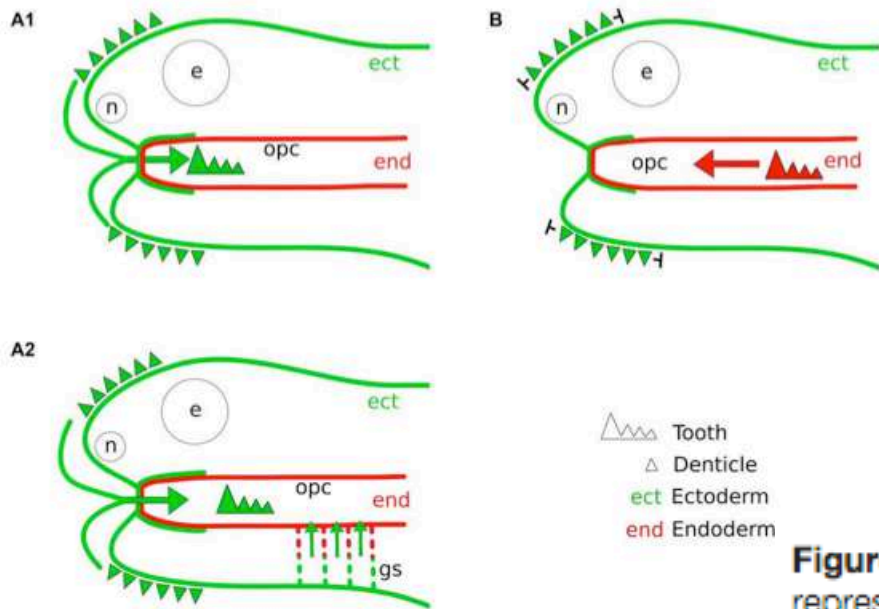 A1
e
ect
n
opc
end
B
e
ect
n
opc
end
A2
e
ect
n
opc
end
gs
Tooth
Denticle
ect Ectoderm
end Endoderm
Figur
repres